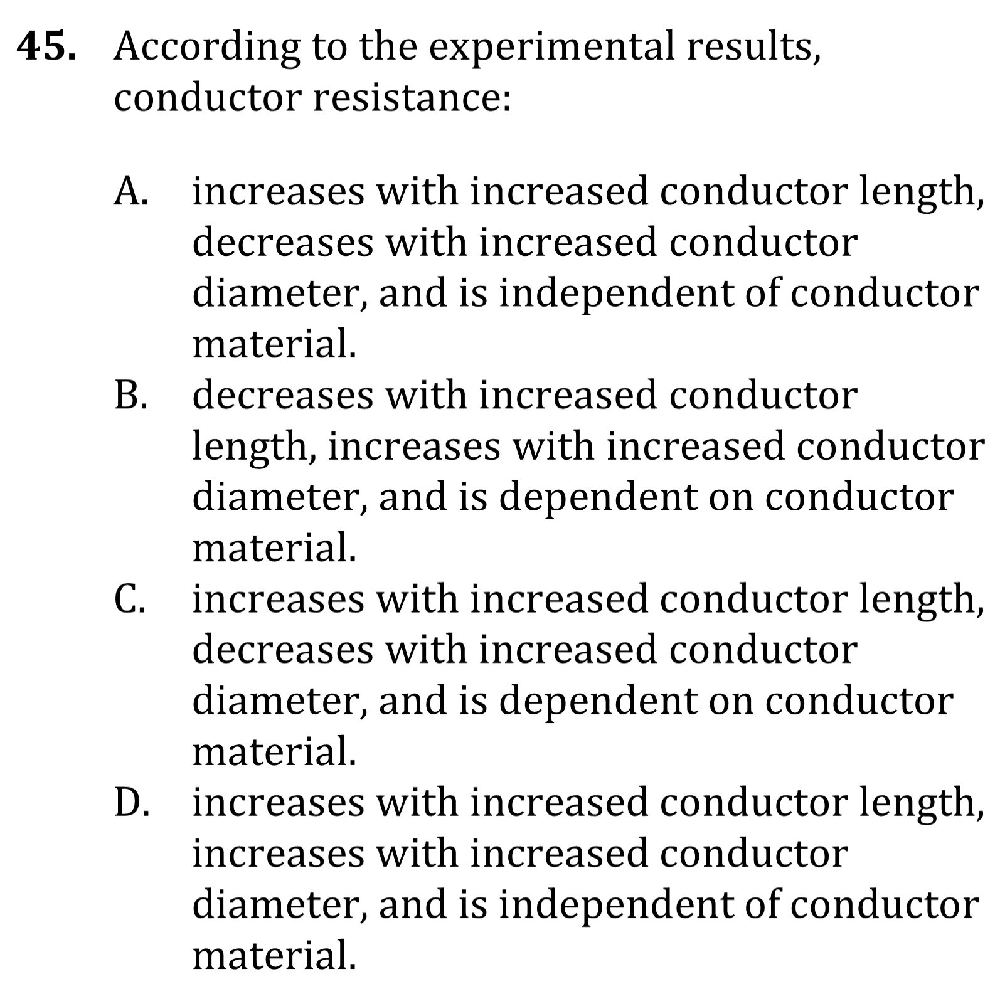 45. According to the experimental results,
conductor resistance:
A. increases with increased conductor length,
decreases with increased conductor
diameter, and is independent of conductor
material.
B. decreases with increased conductor
length, increases with increased conductor
diameter, and is dependent on conductor
material.
C. increases with increased conductor length,
decreases with increased conductor
diameter, and is dependent on conductor
material.
D. increases with increased conductor length,
increases with increased conductor
diameter, and is independent of conductor
material.